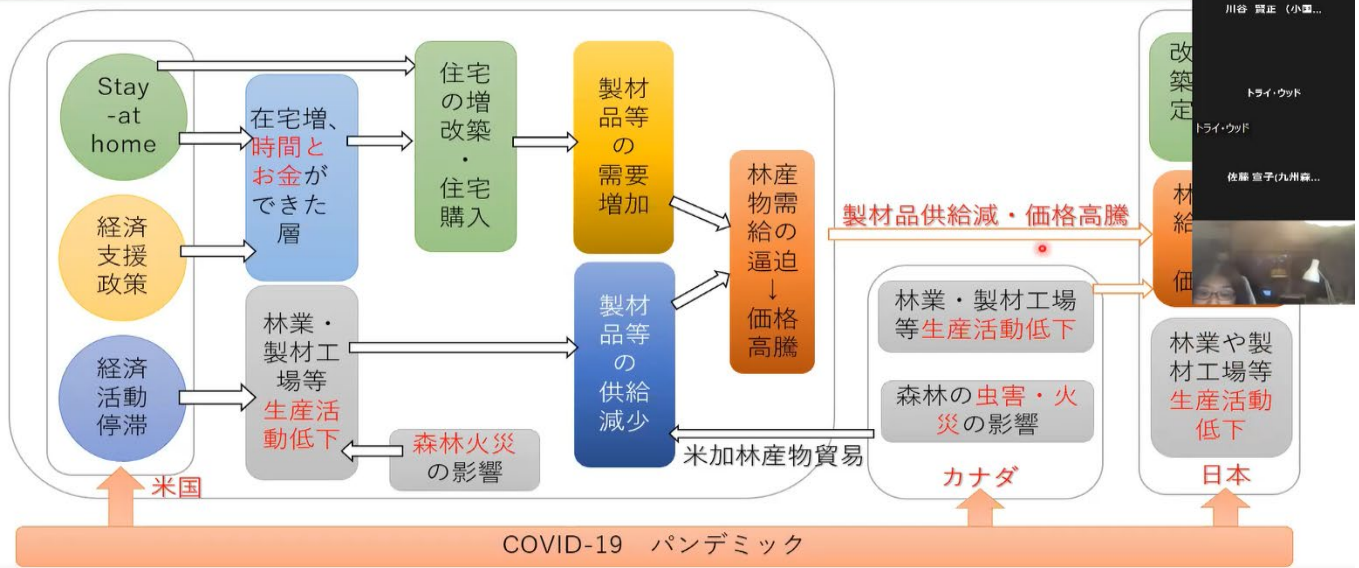 Stay
-at
home
経済
支援
政策
経済
活動
停滞
米国
在宅増、
時間と
お金が
できた
層
林業・
製材工
場等
生産活
動低下
森林火災
の影響
住宅
の増
改築
・
住宅
購入
製材
品等
の
需要
増加
製材
品等
の
供給
減少
林産
物需
給の
逼迫
↓
価格
高騰
製材品供給減・価格高騰
林業・製材工場
等生産活動低下
森林の虫害・火
災の影響
米加林産物貿易
カナダ
改
築
定
林
給
価
林業や製
材工場等
生産活動
低下
日本
川谷 賢正 (小国...
トライ・ウッド
トライ・ウッド
佐藤 宣子(九州森...
COVID-19 パンデミック